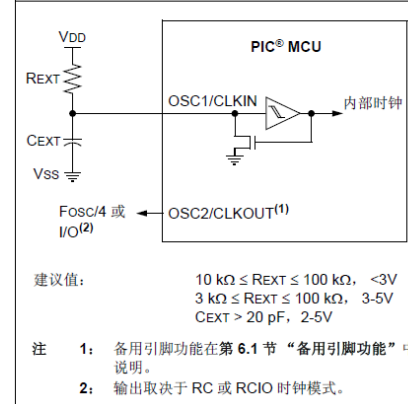 VDD
PIC® MCU
REXT
OSC1/CLKIN
内部时钟
CEXT
VSS
FOSC/4 或
I/O(2)
OSC2/CLKOUT(1)
建议值:
10 kΩ ≤ REXT ≤ 100 kΩ, <3V
3 kΩ ≤ REXT ≤ 100 kΩ, 3-5V
CEXT > 20 pF, 2-5V
注 1: 备用引脚功能在第 6.1 节“备用引脚功能”中
说明。
2: 输出取决于 RC 或 RCIO 时钟模式。